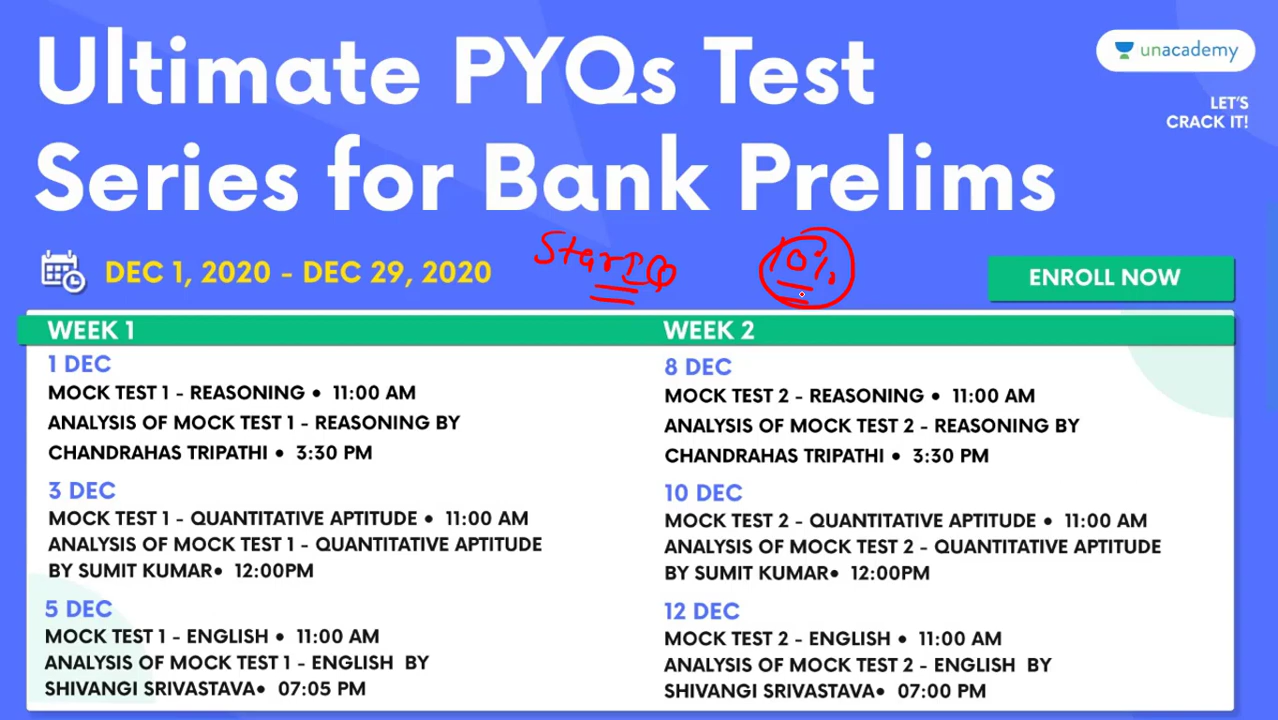 Ultimate PYQs Test
Series for Bank Prelims
unacademy
LET'S
CRACK IT!
DEC 1, 2020 - DEC 29, 2020
10%
ENROLL NOW
WEEK 1
1 DEC
MOCK TEST 1 - REASONING • 11:00 AM
ANALYSIS OF MOCK TEST 1 - REASONING BY
CHANDRAHAS TRIPATHI • 3:30 PM
3 DEC
MOCK TEST 1 - QUANTITATIVE APTITUDE • 11:00 AM
ANALYSIS OF MOCK TEST 1 - QUANTITATIVE APTITUDE
BY SUMIT KUMAR• 12:00PM
5 DEC
MOCK TEST 1 - ENGLISH • 11:00 AM
ANALYSIS OF MOCK TEST 1 - ENGLISH BY
SHIVANGI SRIVASTAVA• 07:05 PM
WEEK 2
8 DEC
MOCK TEST 2 - REASONING • 11:00 AM
ANALYSIS OF MOCK TEST 2 - REASONING BY
CHANDRAHAS TRIPATHI • 3:30 PM
10 DEC
MOCK TEST 2 - QUANTITATIVE APTITUDE • 11:00 AM
ANALYSIS OF MOCK TEST 2 - QUANTITATIVE APTITUDE
BY SUMIT KUMAR• 12:00PM
12 DEC
MOCK TEST 2 - ENGLISH • 11:00 AM
ANALYSIS OF MOCK TEST 2 - ENGLISH BY
SHIVANGI SRIVASTAVA• 07:00 PM